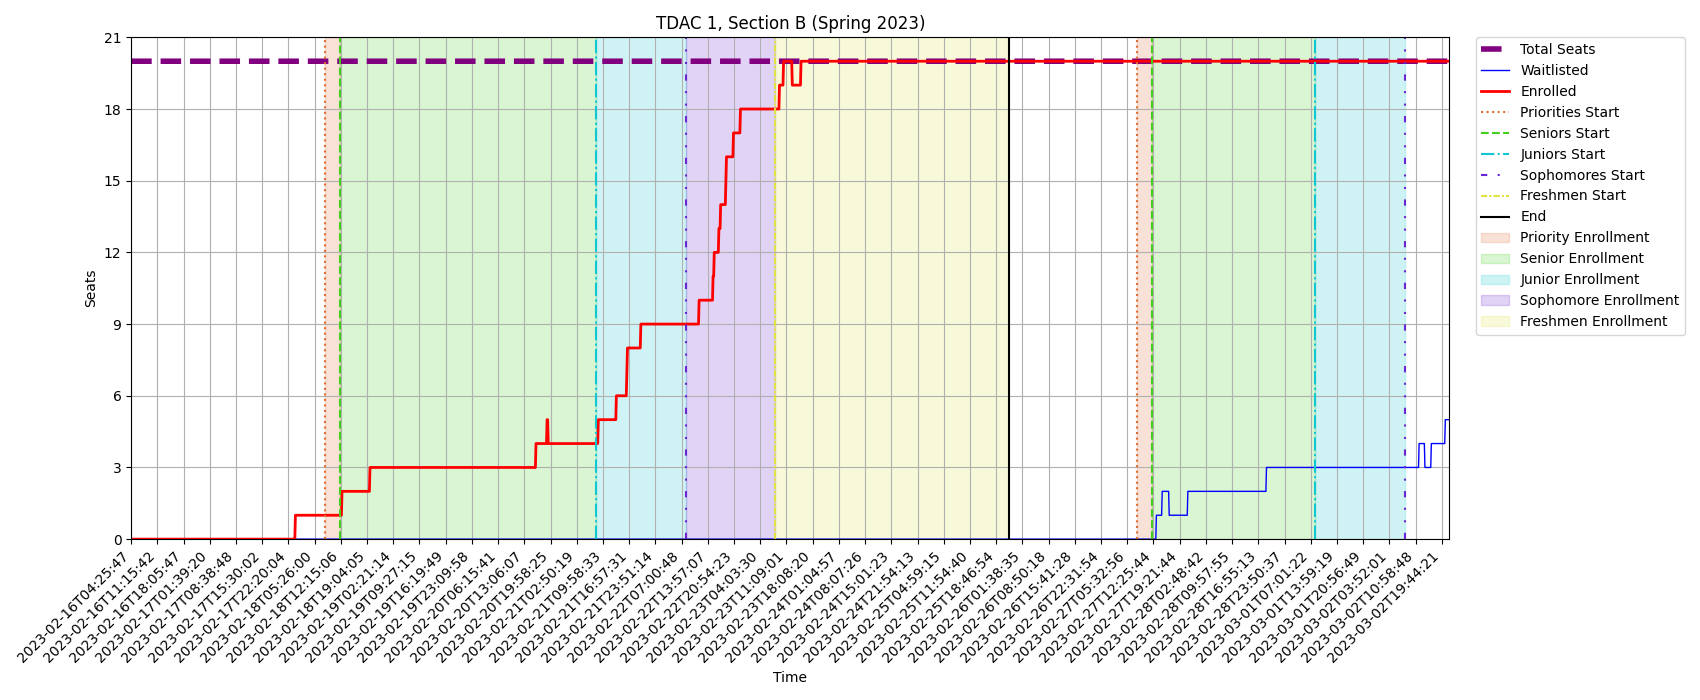 TDAC 1, Section B (Spring 2023)
21
18
15
12
9
6
3
0
Seats
2023-02-16T04:25:47
2023-02-16T11:15:42
2023-02-16T18:05:47
2023-02-17T01:39:20
2023-02-17T08:38:48
2023-02-17T15:30:02
2023-02-17T22:20:04
2023-02-18T05:26:00
2023-02-18T12:15:06
2023-02-18T19:04:05
2023-02-19T02:21:14
2023-02-19T09:27:15
2023-02-19T16:19:49
2023-02-19T23:09:58
2023-02-20T06:15:41
2023-02-20T13:06:07
2023-02-20T19:58:25
2023-02-21T02:50:19
2023-02-21T09:58:33
2023-02-21T16:57:31
2023-02-21T23:51:14
2023-02-22T07:00:48
2023-02-22T13:57:07
2023-02-22T20:54:23
2023-02-23T04:03:30
2023-02-23T11:09:01
2023-02-23T18:08:20
2023-02-24T01:04:57
2023-02-24T08:07:26
2023-02-24T15:01:23
2023-02-24T21:54:13
2023-02-25T04:59:15
2023-02-25T11:54:40
2023-02-25T18:46:54
2023-02-26T01:38:35
2023-02-26T08:50:18
2023-02-26T15:41:28
2023-02-26T22:31:54
2023-02-27T05:32:56
2023-02-27T12:25:44
2023-02-27T19:21:44
2023-02-28T02:48:42
2023-02-28T09:57:55
2023-02-28T16:55:13
2023-02-28T23:50:37
2023-03-01T07:01:22
2023-03-01T13:59:19
2023-03-01T20:56:49
2023-03-02T03:52:01
2023-03-02T10:58:48
2023-03-02T19:44:21
Time
Total Seats
Waitlisted
Enrolled
Priorities Start
Seniors Start
Juniors Start
Sophomores Start
Freshmen Start
End
Priority Enrollment
Senior Enrollment
Junior Enrollment
Sophomore Enrollment
Freshmen Enrollment